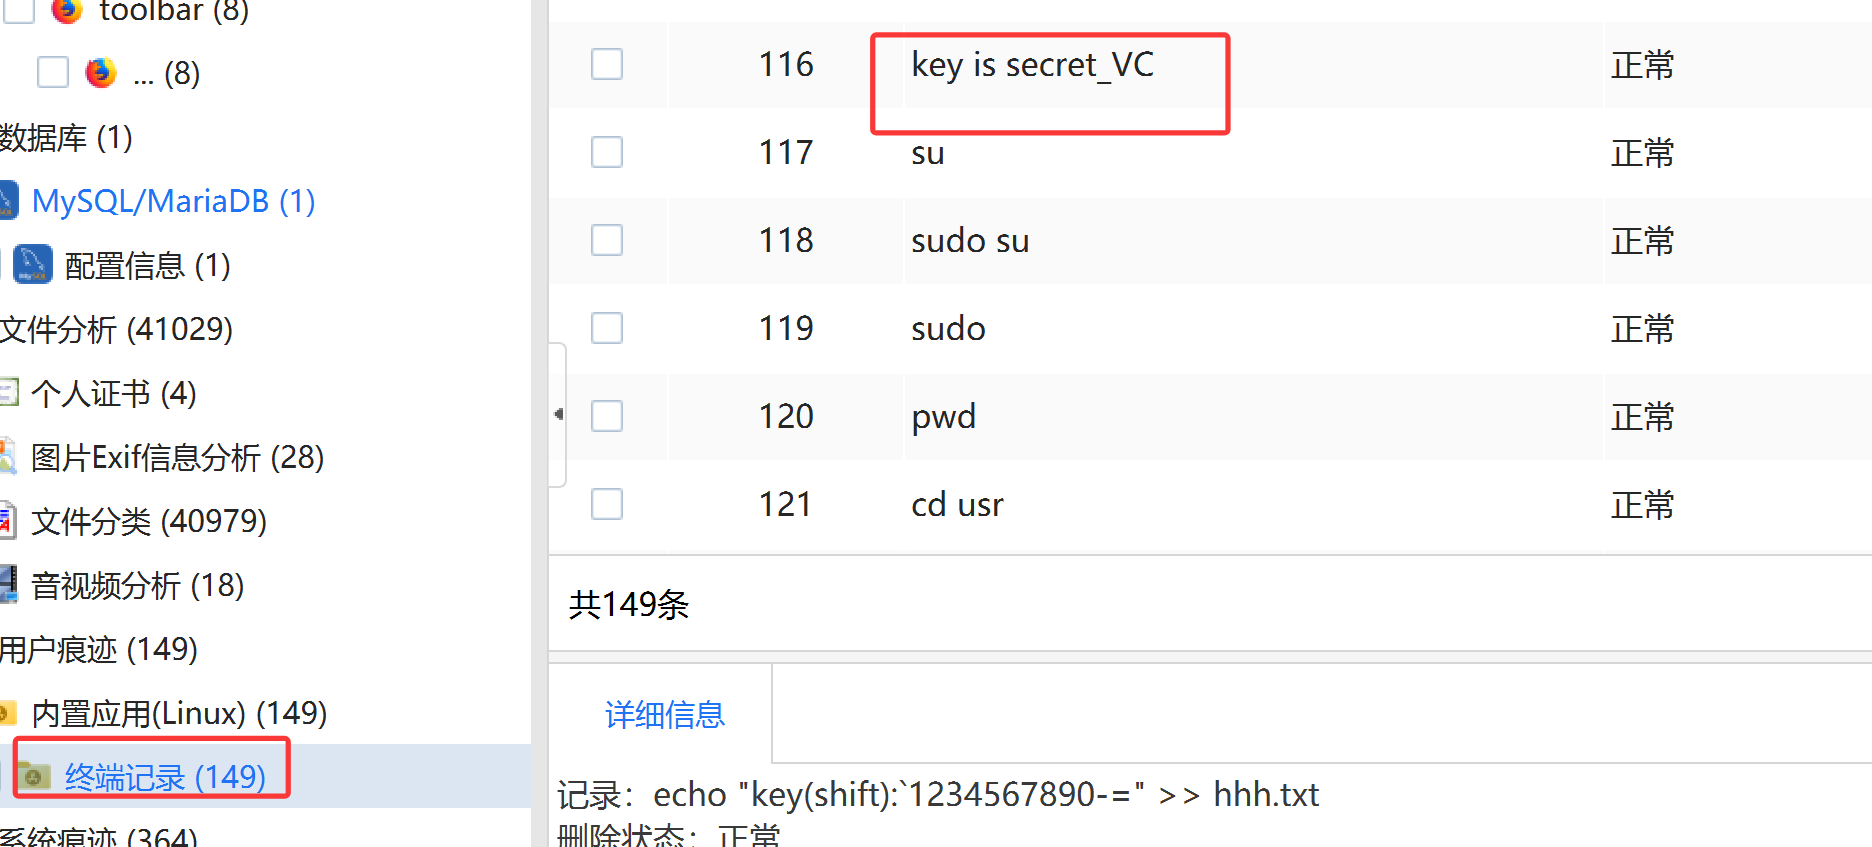 toolbar (8)
... (8)
数据库 (1)
MySQL/MariaDB (1)
配置信息 (1)
文件分析 (41029)
个人证书 (4)
图片Exif信息分析 (28)
文件分类 (40979)
音视频分析 (18)
用户痕迹 (149)
内置应用(Linux) (149)
终端记录 (149)
系统痕迹 (364)
116 key is secret_VC 正常
117 su 正常
118 sudo su 正常
119 sudo 正常
120 pwd 正常
121 cd usr 正常
共149条
详细信息
记录：echo "key(shift):`1234567890-=" >> hhh.txt
删除状态：正常